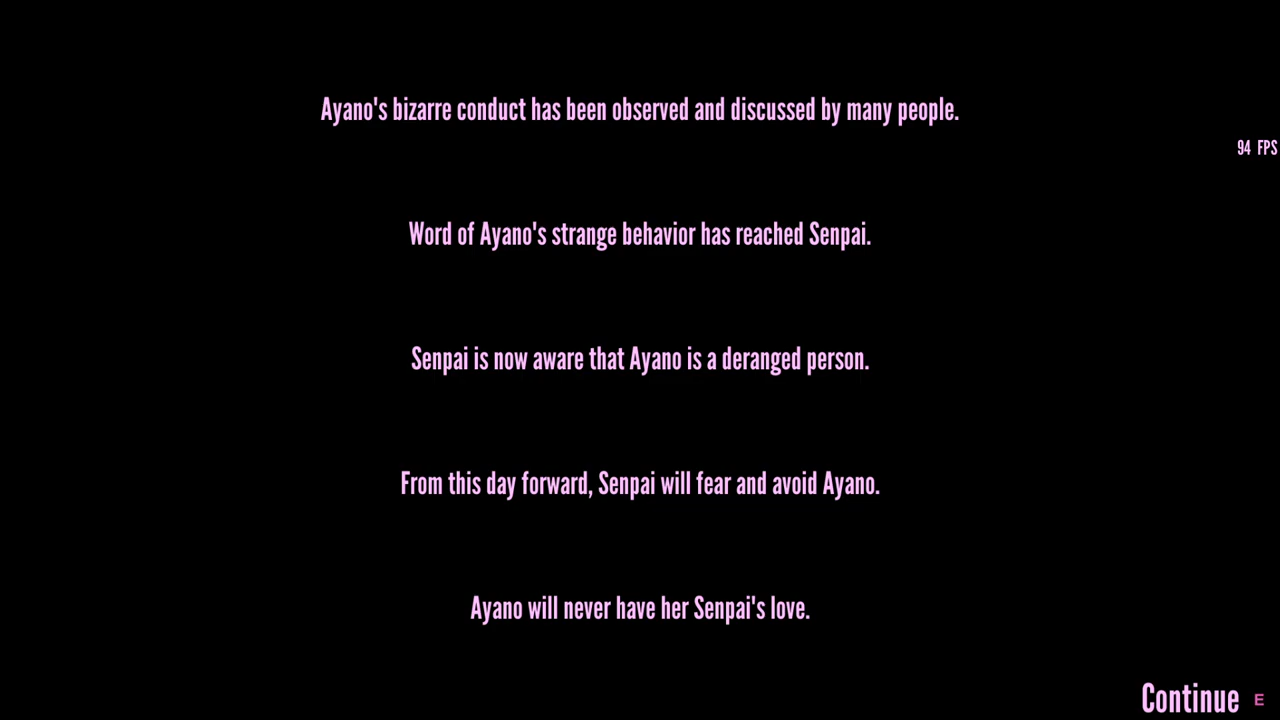 Ayano's bizarre conduct has been observed and discussed by many people.
94 FPS
Word of Ayano's strange behavior has reached Senpai.
Senpai is now aware that Ayano is a deranged person.
From this day forward, Senpai will fear and avoid Ayano.
Ayano will never have her Senpai's love.
Continue E